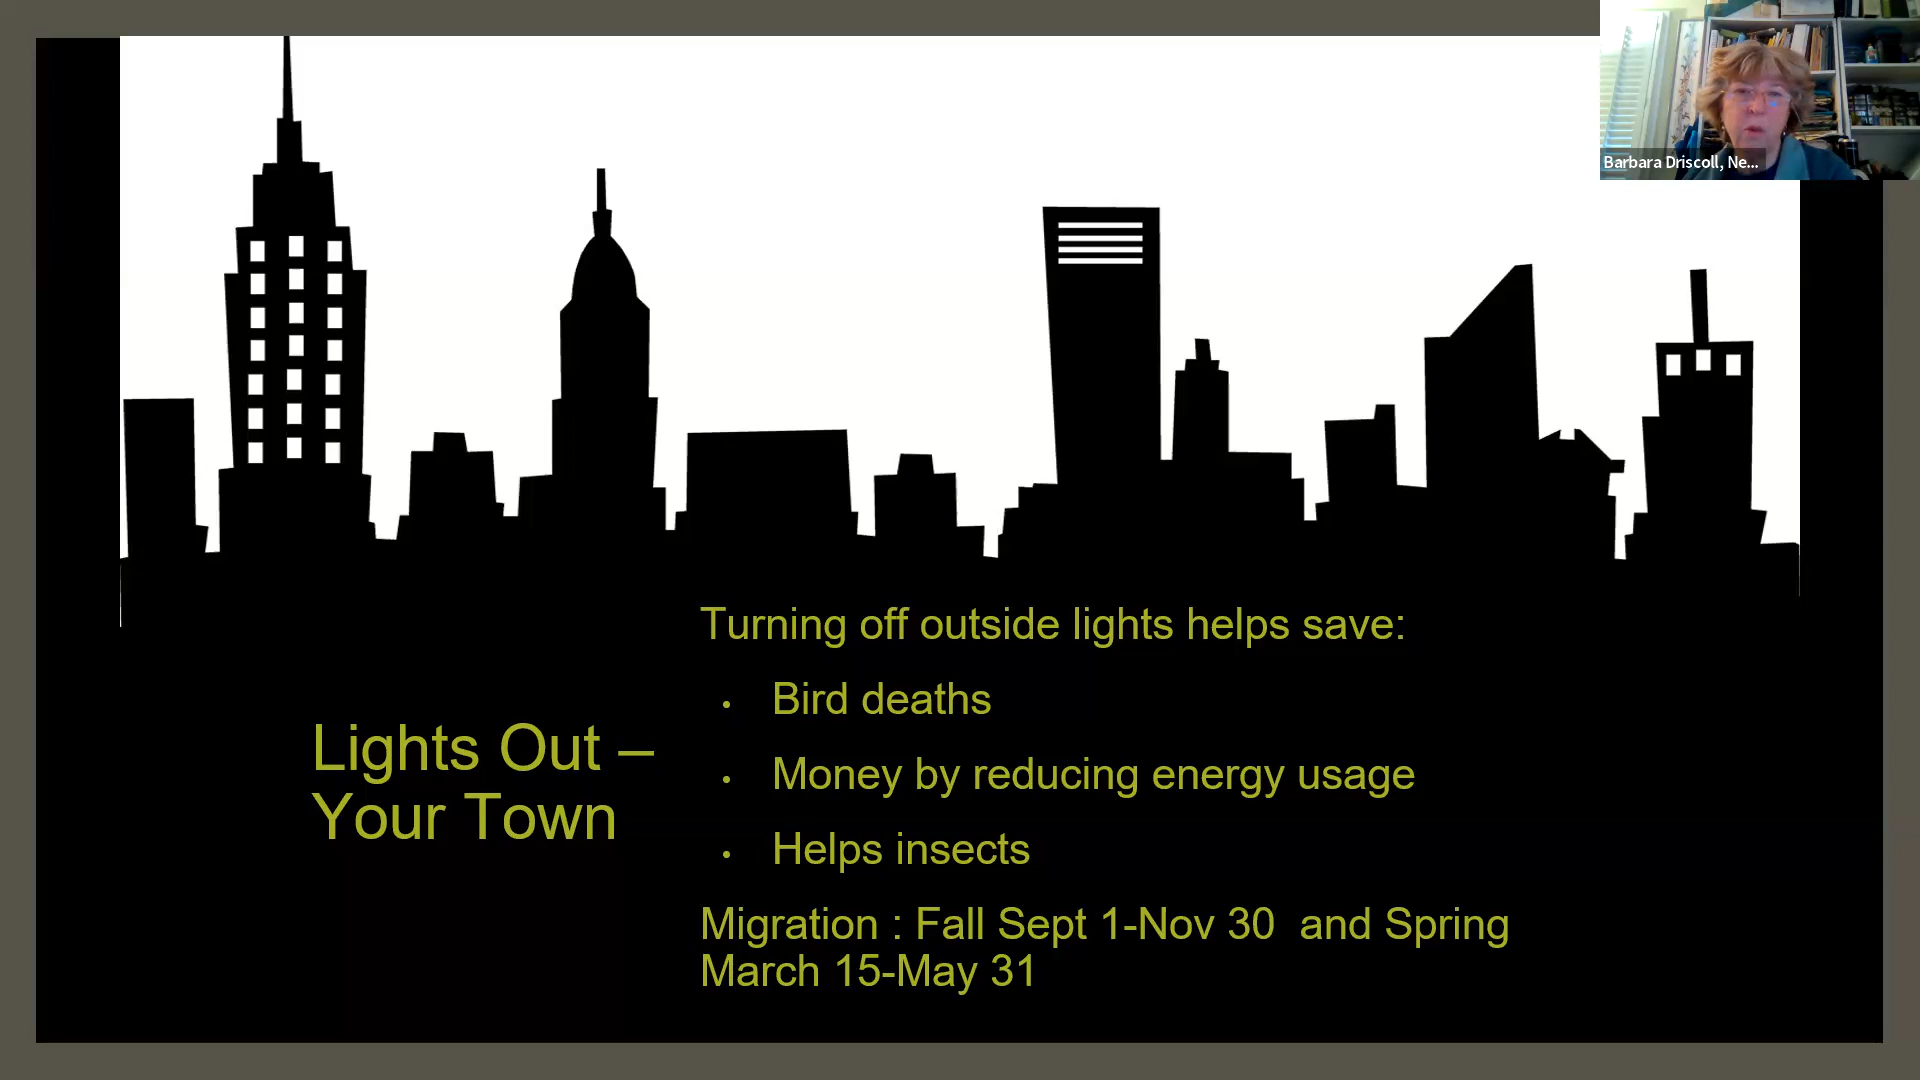 Barbara Driscoll, Ne...
Turning off outside lights helps save:
• Bird deaths
• Money by reducing energy usage
• Helps insects
Lights Out –
Your Town
Migration : Fall Sept 1-Nov 30  and Spring
March 15-May 31